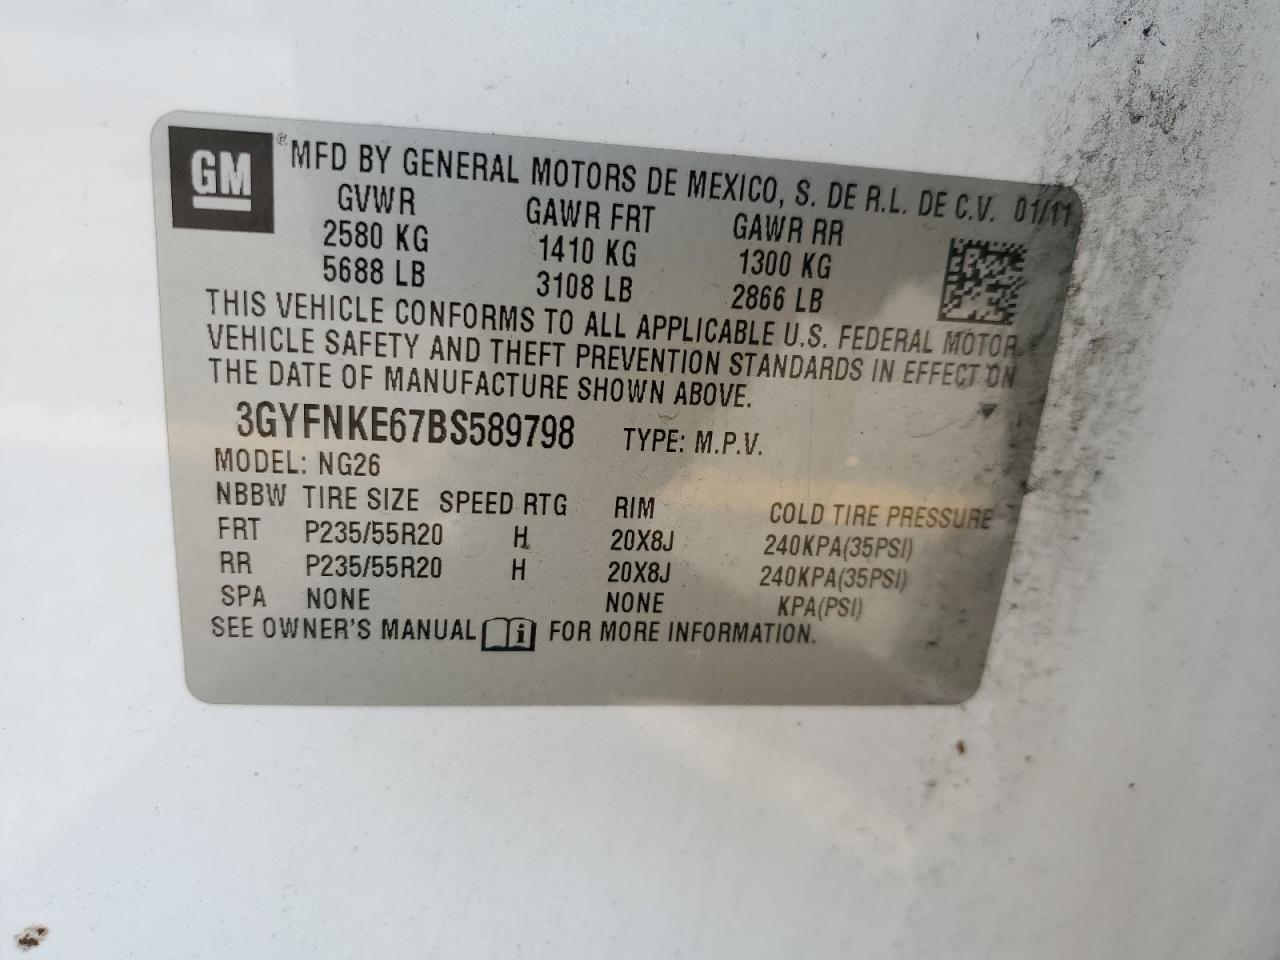 GM ® MFD BY GENERAL MOTORS DE MEXICO, S. DE R.L. DE C.V. 01/11
GVWR GAWR FRT GAWR RR
2580 KG 1410 KG 1300 KG
5688 LB 3108 LB 2866 LB
THIS VEHICLE CONFORMS TO ALL APPLICABLE U.S. FEDERAL MOTOR
VEHICLE SAFETY AND THEFT PREVENTION STANDARDS IN EFFECT ON
THE DATE OF MANUFACTURE SHOWN ABOVE.
3GYFNKE67BS589798 TYPE: M.P.V.
MODEL: NG26
NBBW TIRE SIZE SPEED RTG RIM COLD TIRE PRESSURE
FRT P235/55R20 H 20X8J 240KPA(35PSI)
RR P235/55R20 H 20X8J 240KPA(35PSI)
SPA NONE NONE KPA(PSI)
SEE OWNER'S MANUAL i FOR MORE INFORMATION.